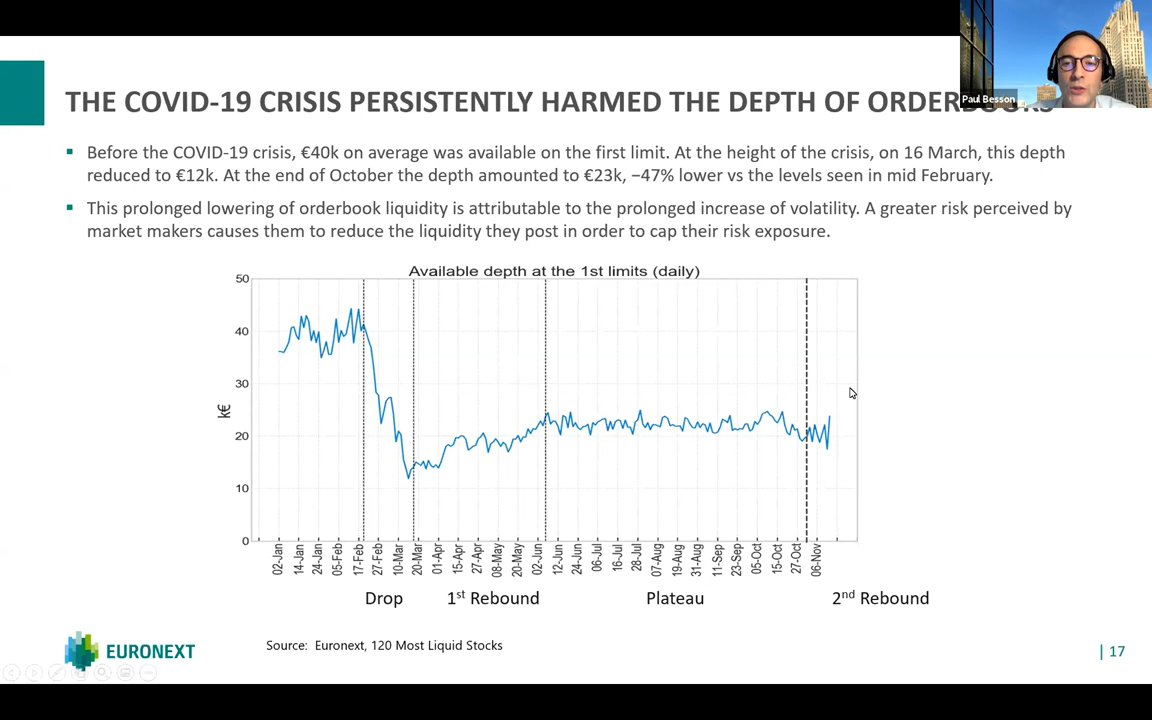 Paul Besson
THE COVID-19 CRISIS PERSISTENTLY HARMED THE DEPTH OF
Before the COVID-19 crisis, €40k on average was available on the first limit. At the height of the crisis, on 16 March, this depth
reduced to €12k. At the end of October the depth amounted to €23k, −47% lower vs the levels seen in mid February.
This prolonged lowering of orderbook liquidity is attributable to the prolonged increase of volatility. A greater risk perceived by
market makers causes them to reduce the liquidity they post in order to cap their risk exposure.
Available depth at the 1st limits (daily)
50
40
30
20
10
0
k€
02-Jan
14-Jan
24-Jan
05-Feb
17-Feb
27-Feb
10-Mar
20-Mar
01-Apr
15-Apr
27-Apr
08-May
20-May
02-Jun
12-Jun
24-Jun
06-Jul
16-Jul
28-Jul
07-Aug
19-Aug
31-Aug
11-Sep
23-Sep
05-Oct
15-Oct
27-Oct
06-Nov
Drop
1st Rebound
Plateau
2nd Rebound
EURONEXT
Source: Euronext, 120 Most Liquid Stocks
| 17